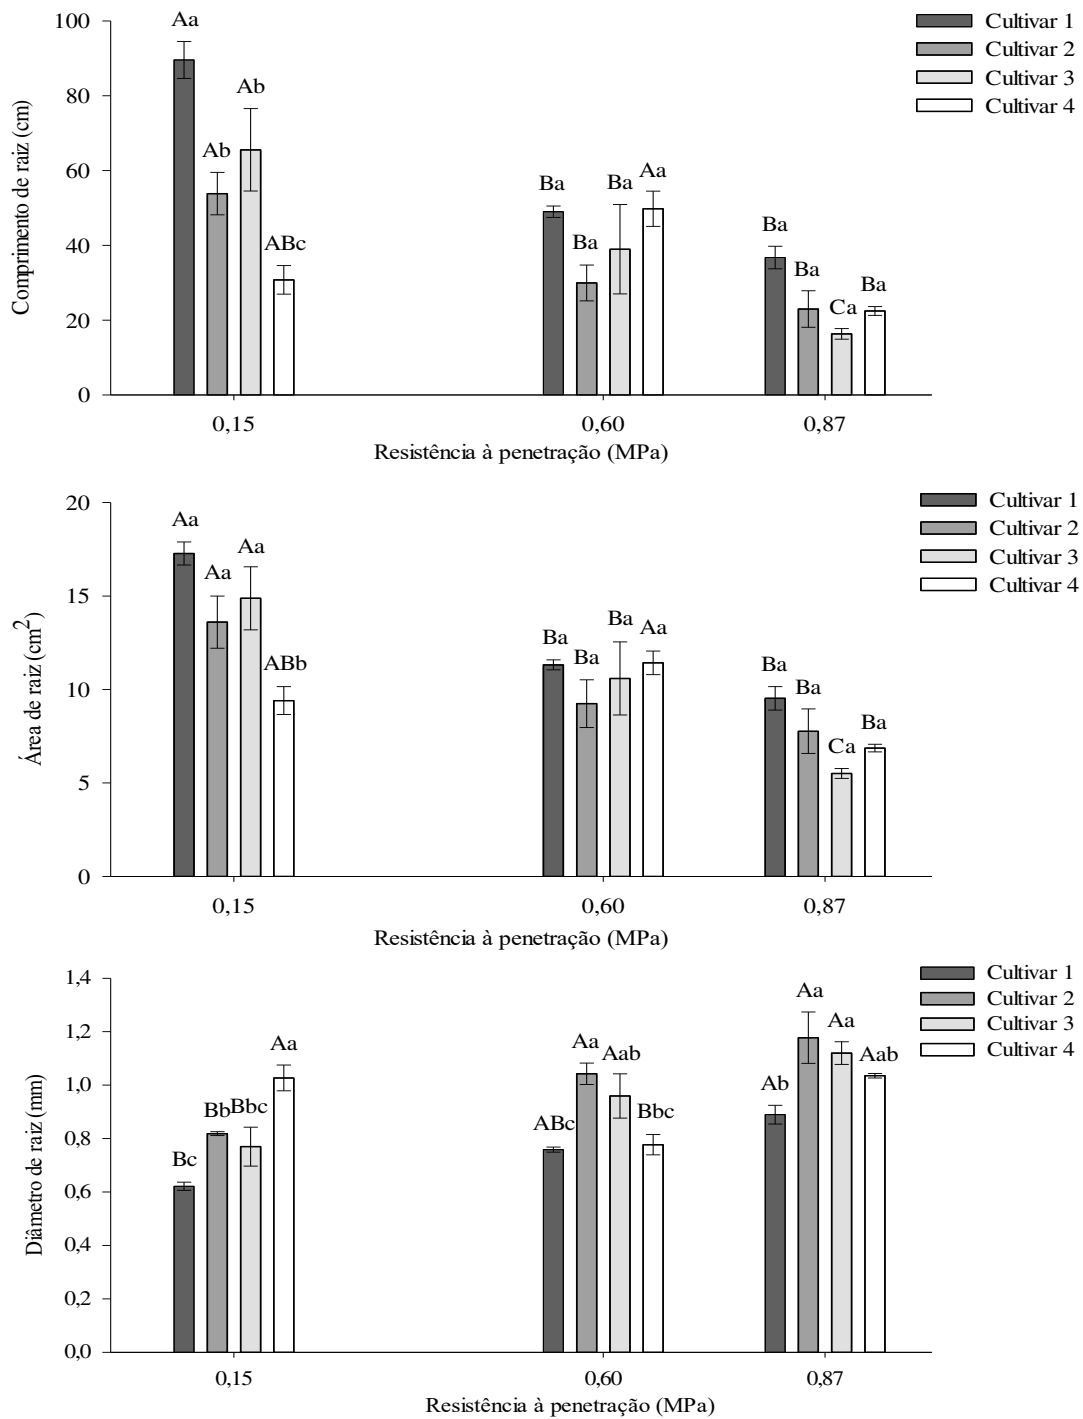 100
80
60
40
20
0
Comprimento de raiz (cm)
Aa
Ab
Ab
ABc
Ba
Ba
Ba
Aa
Ba
Ba
Ca
Ba
Cultivar 1
Cultivar 2
Cultivar 3
Cultivar 4
0,15
0,60
0,87
Resistência à penetração (MPa)
20
15
10
5
0
Área de raiz (cm²)
Aa
Aa
Aa
ABb
Ba
Ba
Ba
Aa
Ba
Ba
Ca
Ba
Cultivar 1
Cultivar 2
Cultivar 3
Cultivar 4
0,15
0,60
0,87
Resistência à penetração (MPa)
1,4
1,2
1,0
0,8
0,6
0,4
0,2
0,0
Diâmetro de raiz (mm)
Bc
Bb
Bbc
Aa
ABc
Aa
Aab
Bbc
Ab
Aa
Aa
Aab
Cultivar 1
Cultivar 2
Cultivar 3
Cultivar 4
0,15
0,60
0,87
Resistência à penetração (MPa)